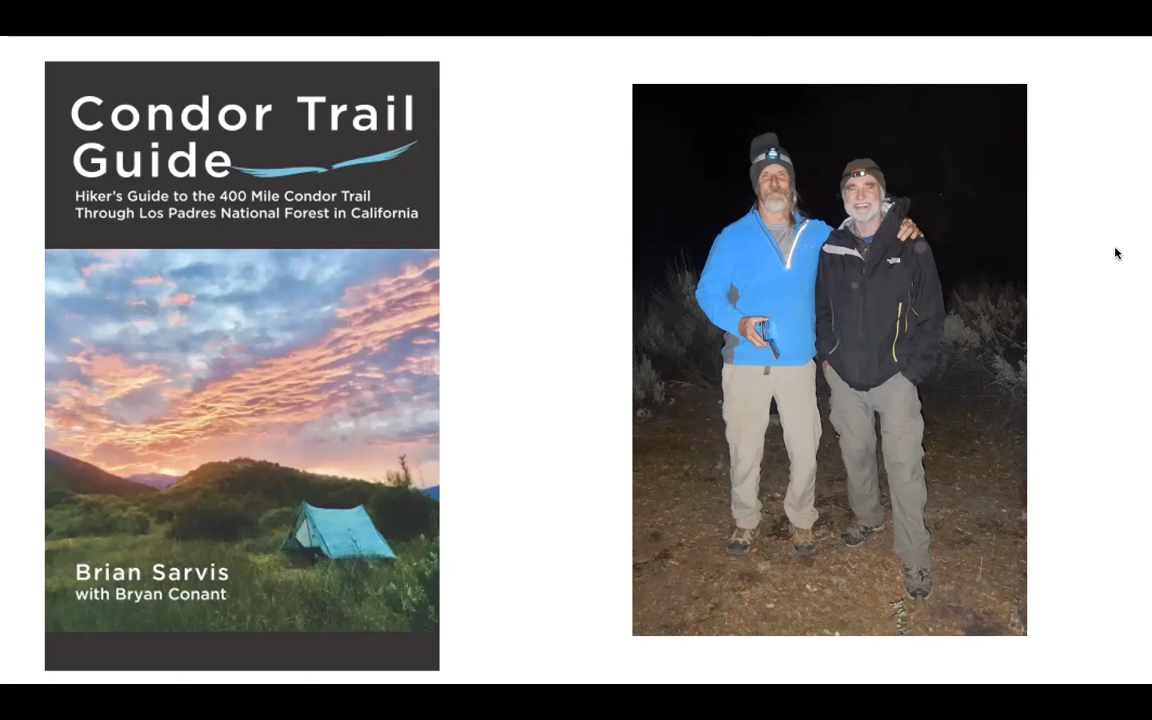 Condor Trail
Guide
Hiker's Guide to the 400 Mile Condor Trail
Through Los Padres National Forest in California
Brian Sarvis
with Bryan Conant